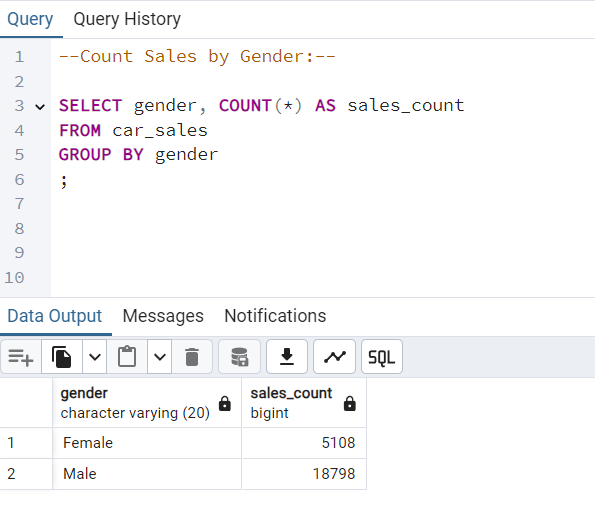 Query Query History
1 --Count Sales by Gender:--
2
3 SELECT gender, COUNT(*) AS sales_count
4 FROM car_sales
5 GROUP BY gender
6 ;
7
8
9
10
Data Output Messages Notifications
SQL
gender sales_count
character varying (20) bigint
1 Female 5108
2 Male 18798